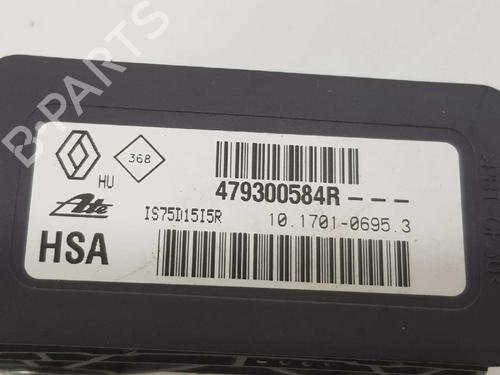 368
HU
479300584R---
Ate
IS75D15I5R
10.1701-0695.3
HSA
B-PARTS